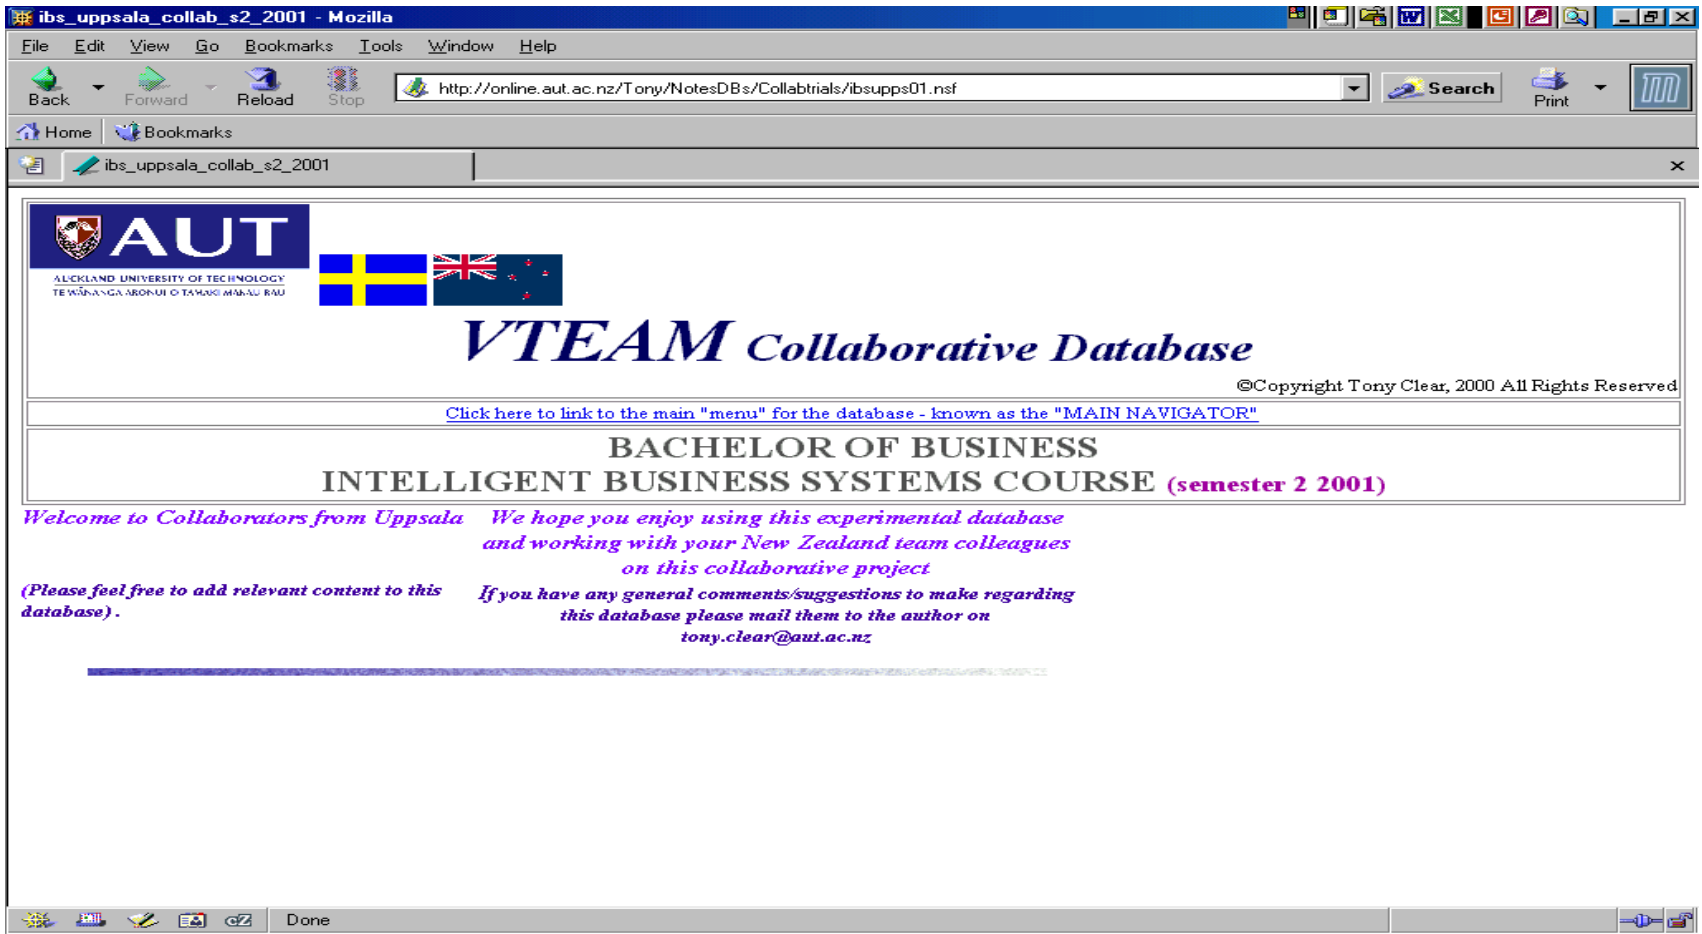 ibs_uppsala_collab_s2_2001 - Mozilla
File Edit View Go Bookmarks Tools Window Help
Back Forward Reload Stop http://online.aut.ac.nz/Tony/NotesDBs/Collabtrials/ibsupps01.nsf Search Print
Home Bookmarks
ibs_uppsala_collab_s2_2001
AUT
AUCKLAND UNIVERSITY OF TECHNOLOGY
TE WĀNANGA ARONUI O TAMAKI MAKAU RAU
VTEAM Collaborative Database
©Copyright Tony Clear, 2000 All Rights Reserved
Click here to link to the main "menu" for the database - known as the "MAIN NAVIGATOR"
BACHELOR OF BUSINESS
INTELLIGENT BUSINESS SYSTEMS COURSE (semester 2 2001)
Welcome to Collaborators from Uppsala
We hope you enjoy using this experimental database
and working with your New Zealand team colleagues
on this collaborative project
(Please feel free to add relevant content to this
database) .
If you have any general comments/suggestions to make regarding
this database please mail them to the author on
tony.clear@aut.ac.nz
Done